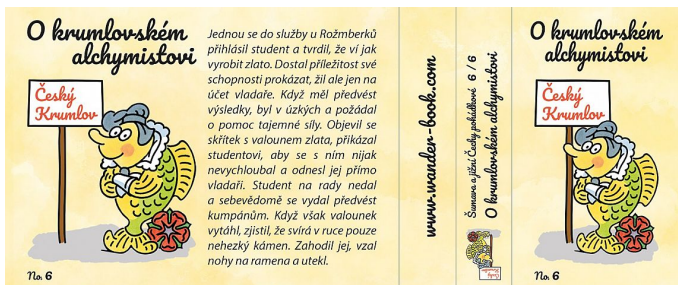 O krumlovském
alchymistovi
Český
Krumlov
No. 6
Jednou se do služby u Rožmberků
přihlásil student a tvrdil, že ví jak
vyrobit zlato. Dostal příležitost své
schopnosti prokázat, žil ale jen na
účet vladaře. Když měl předvést
výsledky, byl v úzkých a požádal
o pomoc tajemné síly. Objevil se
skřítek s valounem zlata, přikázal
studentovi, aby se s ním nijak
nevychloubal a odnesl jej přímo
vladaři. Student na rady nedal
a sebevědomě se vydal předvést
kumpánům. Když však valounek
vytáhl, zjistil, že svírá v ruce pouze
nehezký kámen. Zahodil jej, vzal
nohy na ramena a utekl.
www.wander-book.com
Šumava a jižní Čechy pohádkové 6 / 6
O krumlovském alchymistovi
Český
Krumlov
O krumlovském
alchymistovi
Český
Krumlov
No. 6